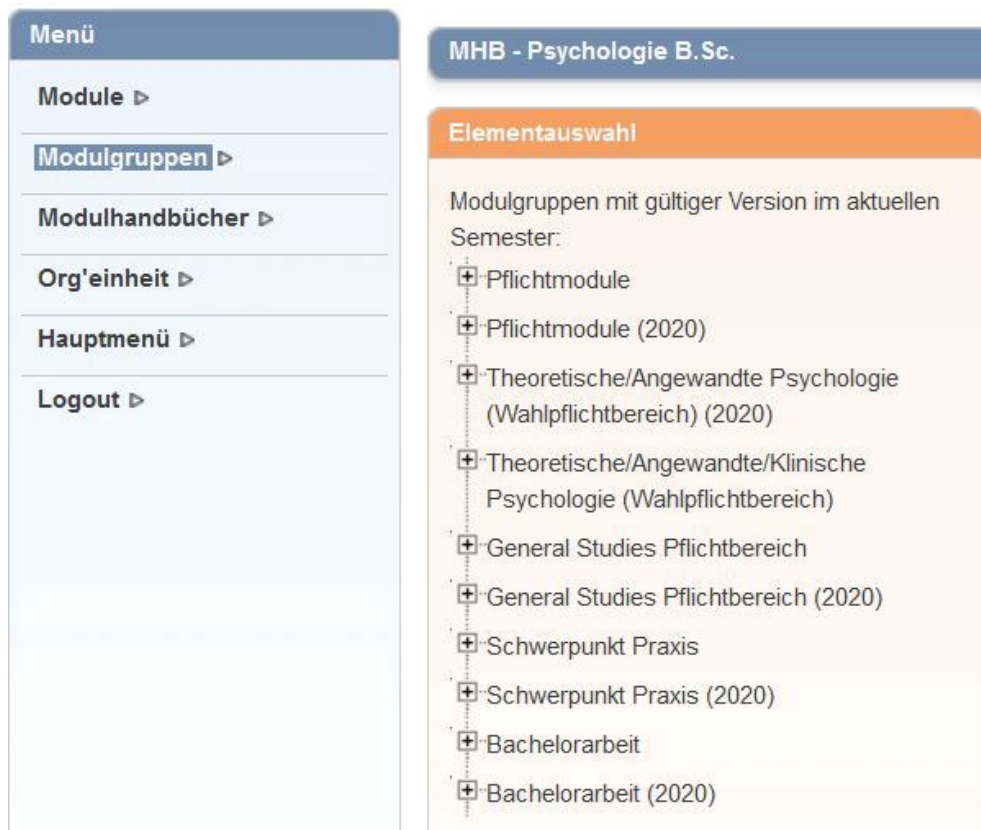 Menü
Module
Modulgruppen
Modulhandbücher
Org'einheit
Hauptmenü
Logout
MHB - Psychologie B.Sc.
Elementauswahl
Modulgruppen mit gültiger Version im aktuellen
Semester:
Pflichtmodule
Pflichtmodule (2020)
Theoretische/Angewandte Psychologie
(Wahlpflichtbereich) (2020)
Theoretische/Angewandte/Klinische
Psychologie (Wahlpflichtbereich)
General Studies Pflichtbereich
General Studies Pflichtbereich (2020)
Schwerpunkt Praxis
Schwerpunkt Praxis (2020)
Bachelorarbeit
Bachelorarbeit (2020)